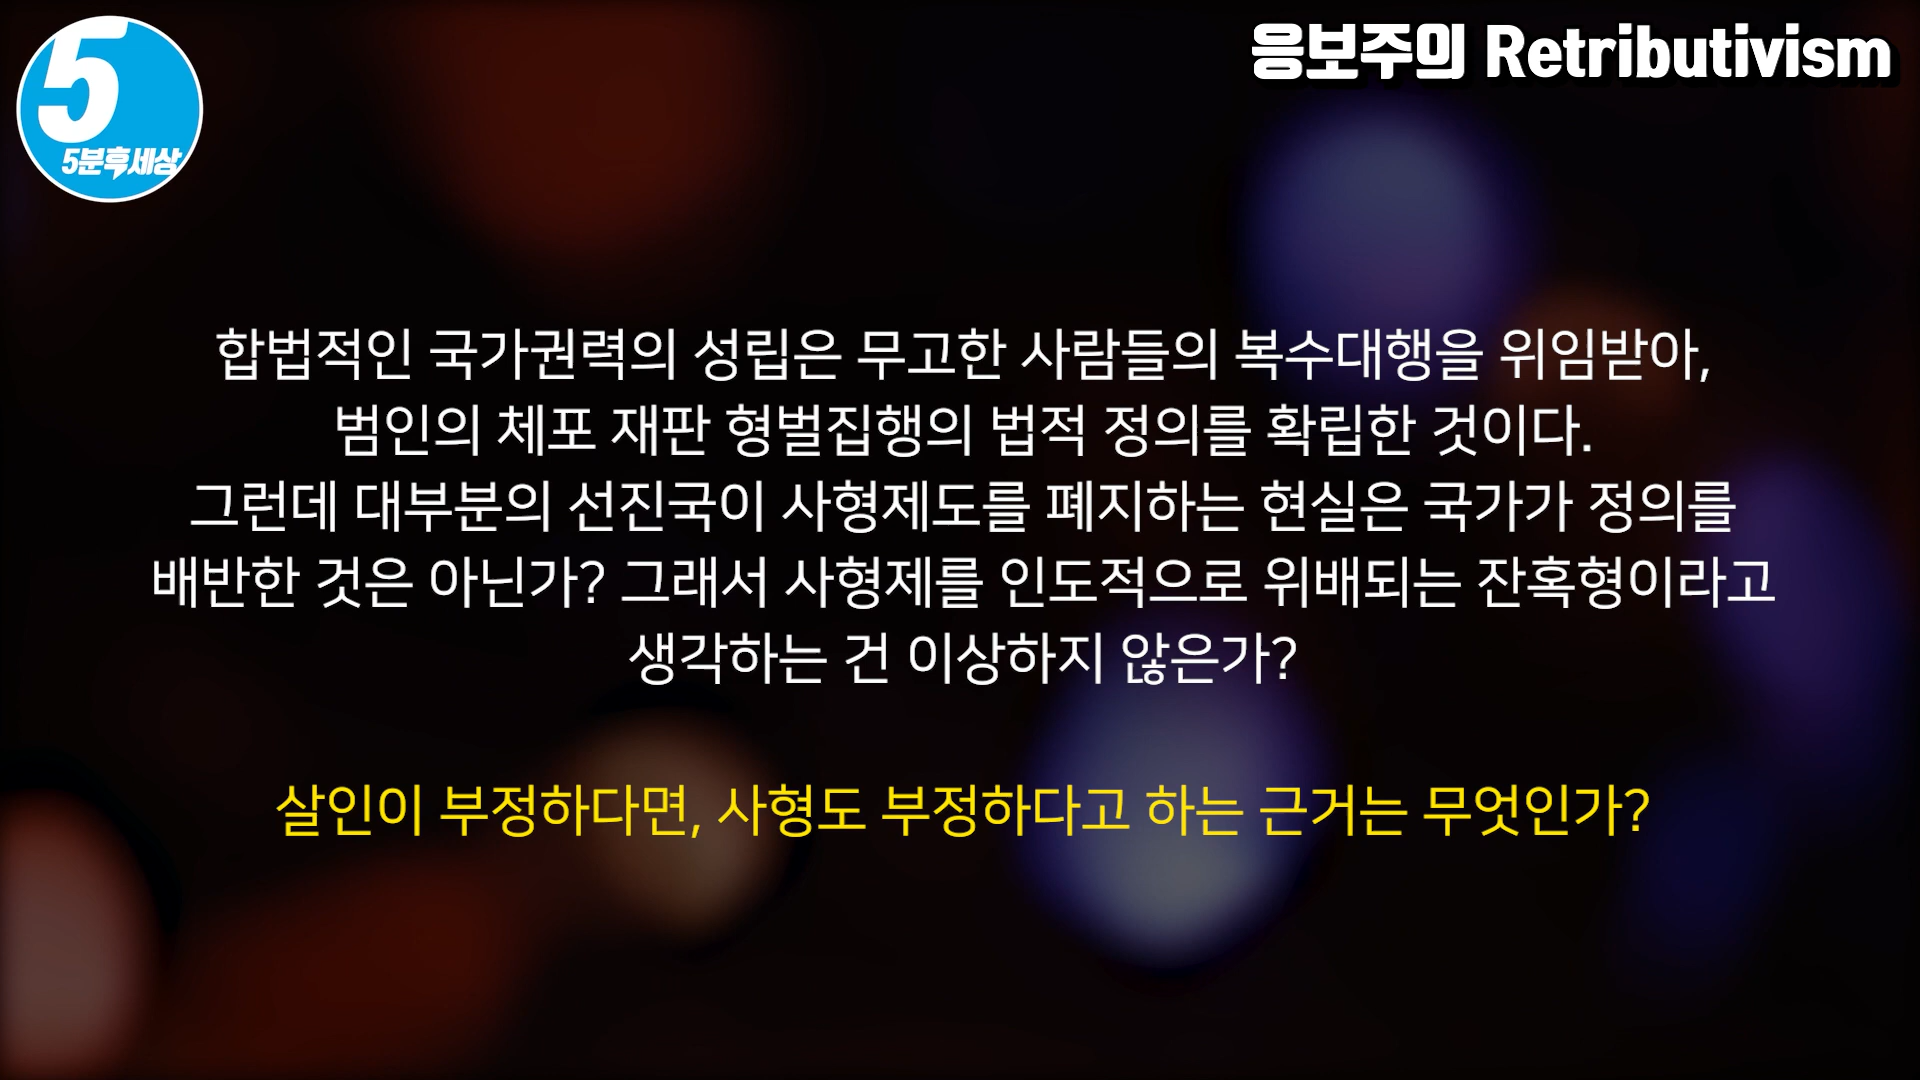 5
5분후세상
응보주의 Retributivism
합법적인 국가권력의 성립은 무고한 사람들의 복수대행을 위임받아,
범인의 체포 재판 형벌집행의 법적 정의를 확립한 것이다.
그런데 대부분의 선진국이 사형제도를 폐지하는 현실은 국가가 정의를
배반한 것은 아닌가? 그래서 사형제를 인도적으로 위배되는 잔혹형이라고
생각하는 건 이상하지 않은가?
살인이 부정하다면, 사형도 부정하다고 하는 근거는 무엇인가?